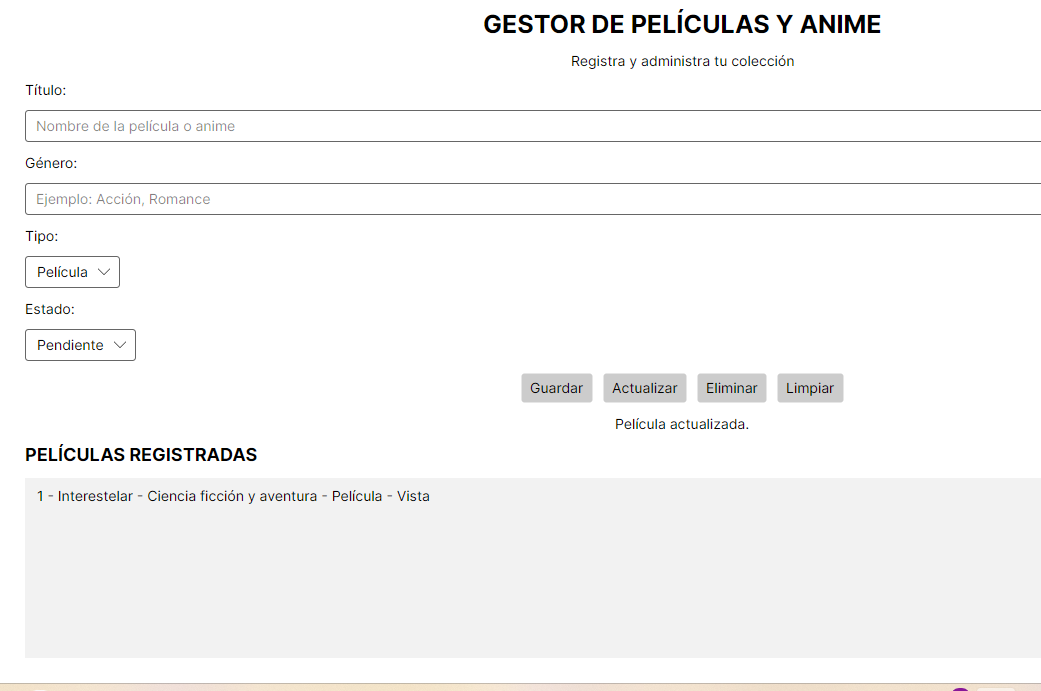 GESTOR DE PELÍCULAS Y ANIME
Registra y administra tu colección
Título:
Nombre de la película o anime
Género:
Ejemplo: Acción, Romance
Tipo:
Película
Estado:
Pendiente
Guardar Actualizar Eliminar Limpiar
Película actualizada.
PELÍCULAS REGISTRADAS
1 - Interestelar - Ciencia ficción y aventura - Película - Vista